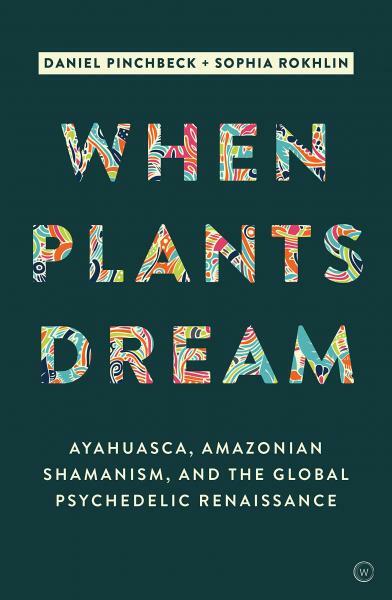 DANIEL PINCHBECK + SOPHIA ROKHLIN
WHEN
PLANTS
DREAM
AYAHUASCA, AMAZONIAN
SHAMANISM, AND THE GLOBAL
PSYCHEDELIC RENAISSANCE
W